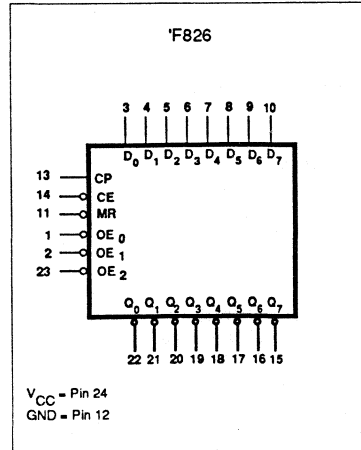 'F826
3 4 5 6 7 8 9 10
D0 D1 D2 D3 D4 D5 D6 D7
13 CP
14 CE
11 MR
1 OE0
2 OE1
23 OE2
Q0 Q1 Q2 Q3 Q4 Q5 Q6 Q7
22 21 20 19 18 17 16 15
VCC = Pin 24
GND = Pin 12